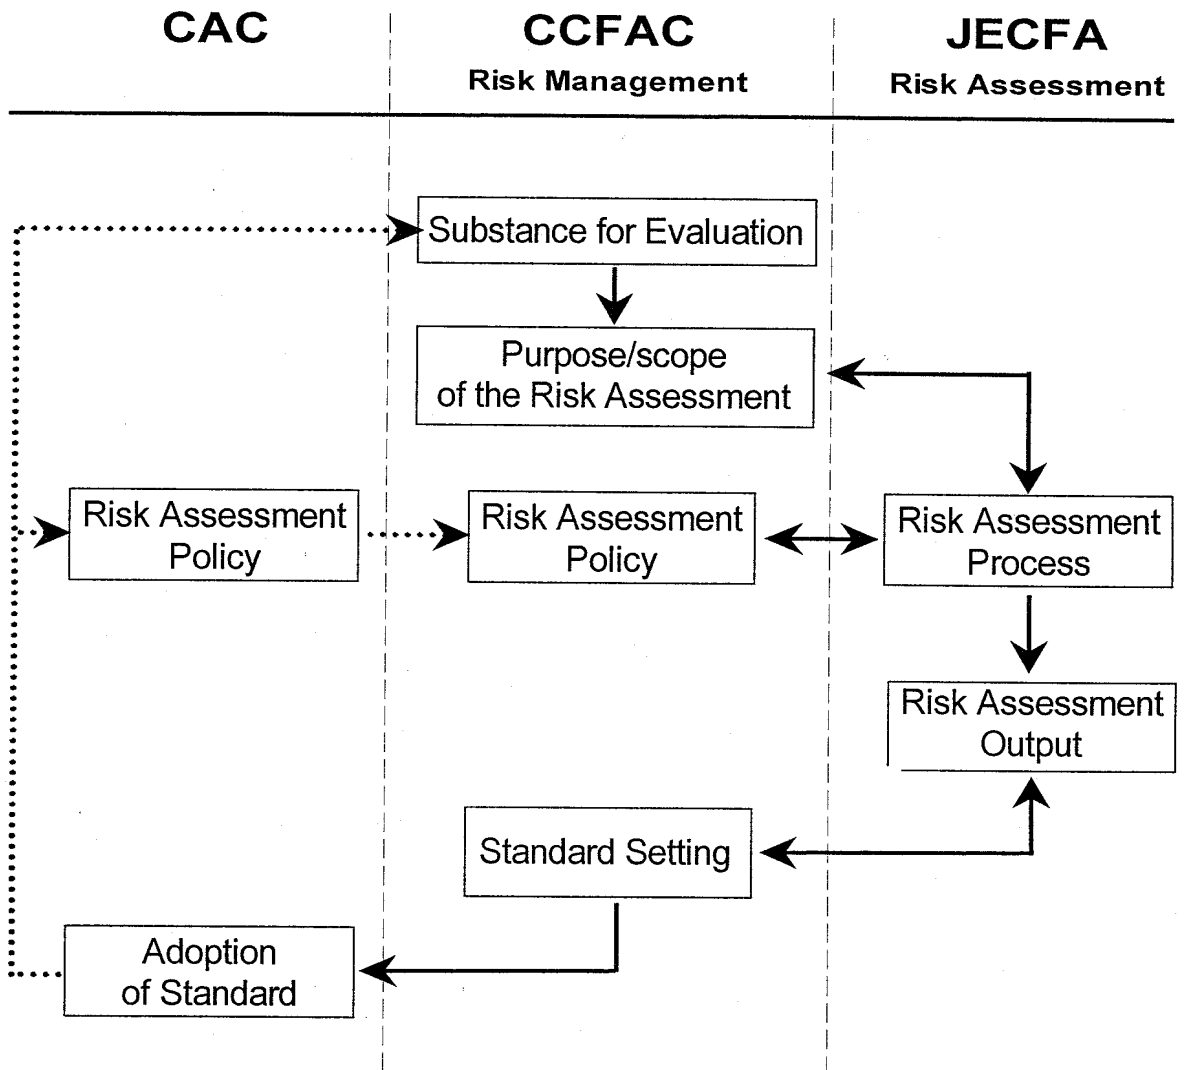 CAC
CCFAC
JECFA
Risk Management
Risk Assessment
Substance for Evaluation
Purpose/scope
of the Risk Assessment
Risk Assessment
Policy
Risk Assessment
Policy
Risk Assessment
Process
Risk Assessment
Output
Standard Setting
Adoption
of Standard